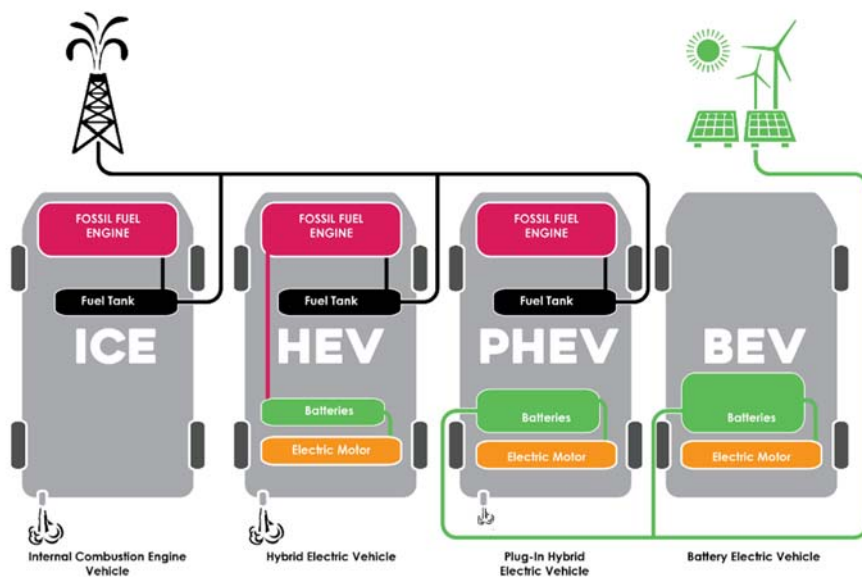 FOSSIL FUEL
ENGINE
Fuel Tank
ICE
Internal Combustion Engine
Vehicle
FOSSIL FUEL
ENGINE
Fuel Tank
HEV
Batteries
Electric Motor
Hybrid Electric Vehicle
FOSSIL FUEL
ENGINE
Fuel Tank
PHEV
Batteries
Electric Motor
Plug-In Hybrid
Electric Vehicle
BEV
Batteries
Electric Motor
Battery Electric Vehicle